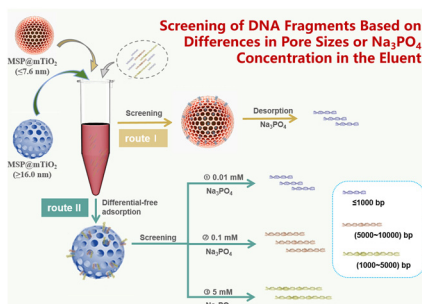 Screening of DNA Fragments Based on
Differences in Pore Sizes or Na₃PO₄
Concentration in the Eluent
MSP@mTiO₂
(≤7.6 nm)
MSP@mTiO₂
(≥16.0 nm)
Screening
route I
Desorption
Na₃PO₄
route II
Differential-free
adsorption
Screening
① 0.01 mM
Na₃PO₄
② 0.1 mM
Na₃PO₄
③ 5 mM
Na₃PO₄
≤1000 bp
(5000~10000) bp
(1000~5000) bp